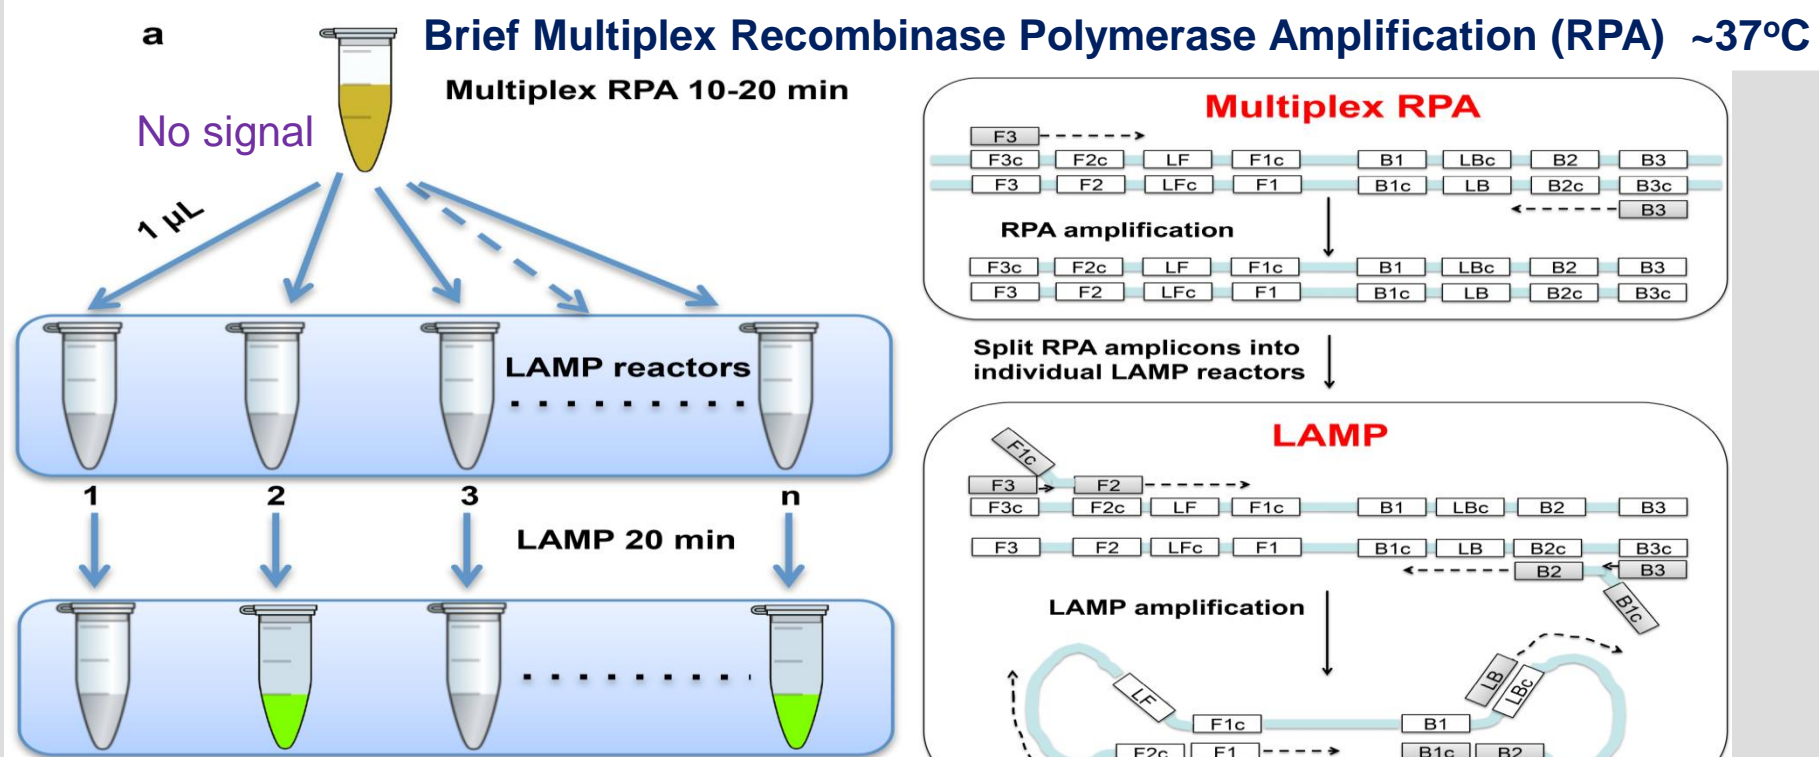 a
Brief Multiplex Recombinase Polymerase Amplification (RPA) ~37°C
Multiplex RPA 10-20 min
No signal
1 µL
LAMP reactors
1 2 3 n
LAMP 20 min
Multiplex RPA
F3
F3c F2c LF F1c B1 LBc B2 B3
F3 F2 LFc F1 B1c LB B2c B3c
B3
RPA amplification
F3c F2c LF F1c B1 LBc B2 B3
F3 F2 LFc F1 B1c LB B2c B3c
Split RPA amplicons into
individual LAMP reactors
LAMP
F1c
F3 F2
F3c F2c LF F1c B1 LBc B2 B3
F3 F2 LFc F1 B1c LB B2c B3c
B2 B3
B1c
LAMP amplification
LF LB LBc
F1c B1
F2c F1 B1c B2